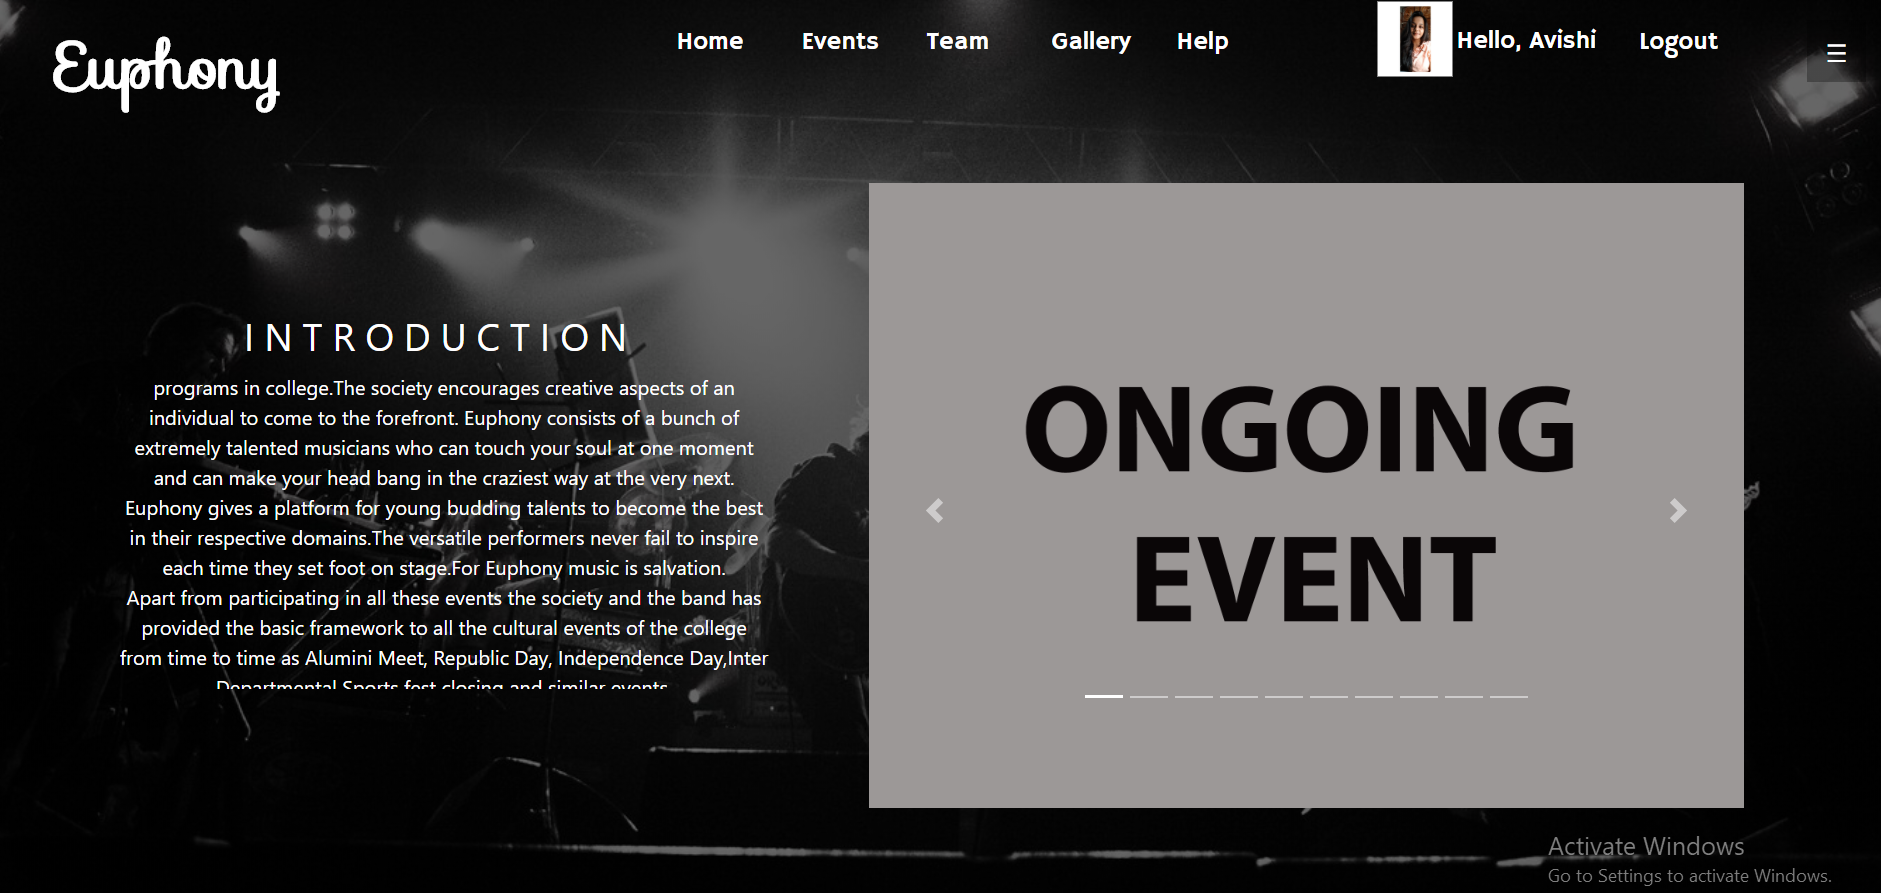 Euphony
Home Events Team Gallery Help Hello, Avishi Logout
INTRODUCTION
programs in college.The society encourages creative aspects of an
individual to come to the forefront. Euphony consists of a bunch of
extremely talented musicians who can touch your soul at one moment
and can make your head bang in the craziest way at the very next.
Euphony gives a platform for young budding talents to become the best
in their respective domains.The versatile performers never fail to inspire
each time they set foot on stage.For Euphony music is salvation.
Apart from participating in all these events the society and the band has
provided the basic framework to all the cultural events of the college
from time to time as Alumini Meet, Republic Day, Independence Day,Inter
Departmental Sports fest closing and similar events
ONGOING
EVENT
Activate Windows
Go to Settings to activate Windows.